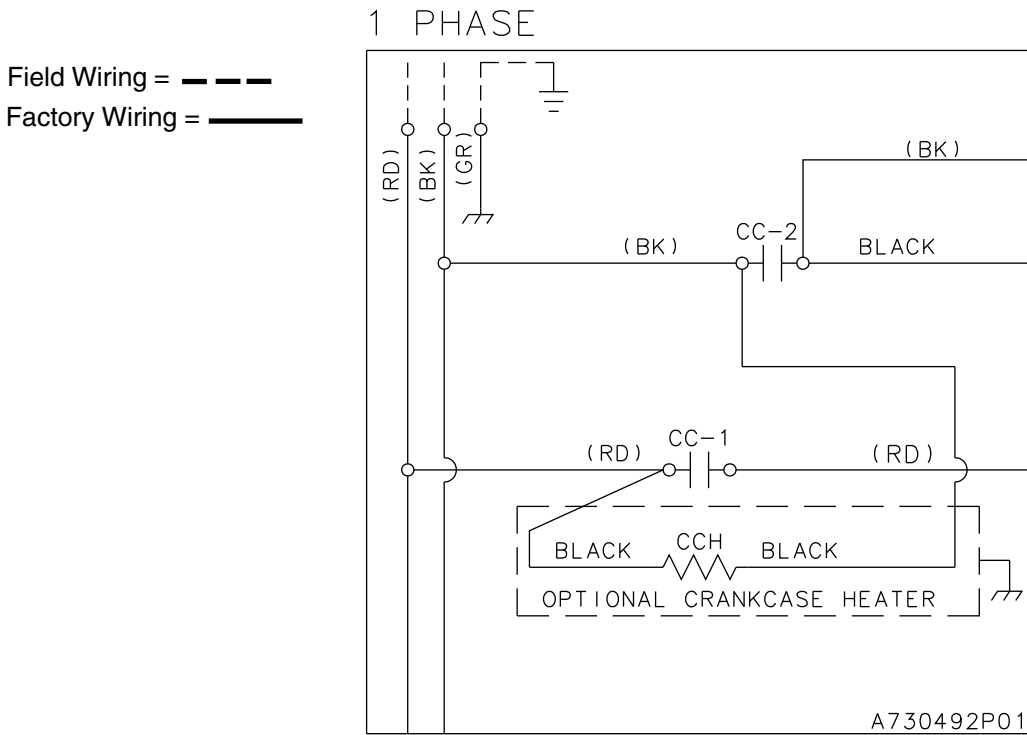 1 PHASE
Field Wiring =
Factory Wiring =
(RD)
(BK)
(GR)
(BK)
CC-2
(BK)
BLACK
CC-1
(RD)
(RD)
BLACK
CCH
BLACK
OPTIONAL CRANKCASE HEATER
A730492P01